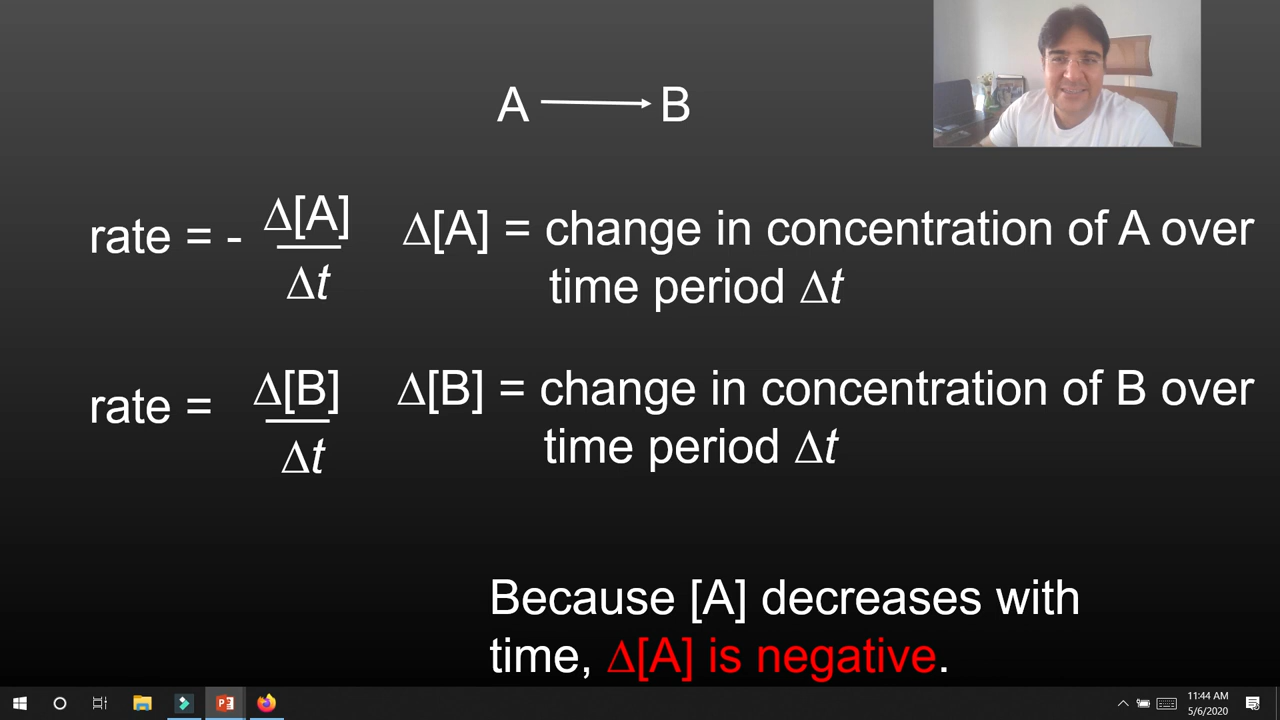 A → B
rate = - Δ[A]
Δt
Δ[A] = change in concentration of A over
time period Δt
rate = Δ[B]
Δt
Δ[B] = change in concentration of B over
time period Δt
Because [A] decreases with
time, Δ[A] is negative.
11:44 AM
5/6/2020